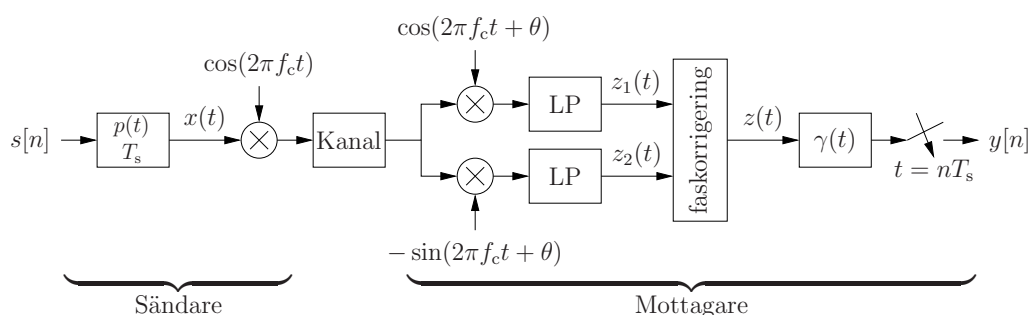 cos(2πf_c t + θ)
cos(2πf_c t)
s[n]
p(t)
T_s
x(t)
Kanal
LP
z_1(t)
LP
z_2(t)
faskorrigering
z(t)
γ(t)
t = nT_s
y[n]
− sin(2πf_c t + θ)
Sändare
Mottagare